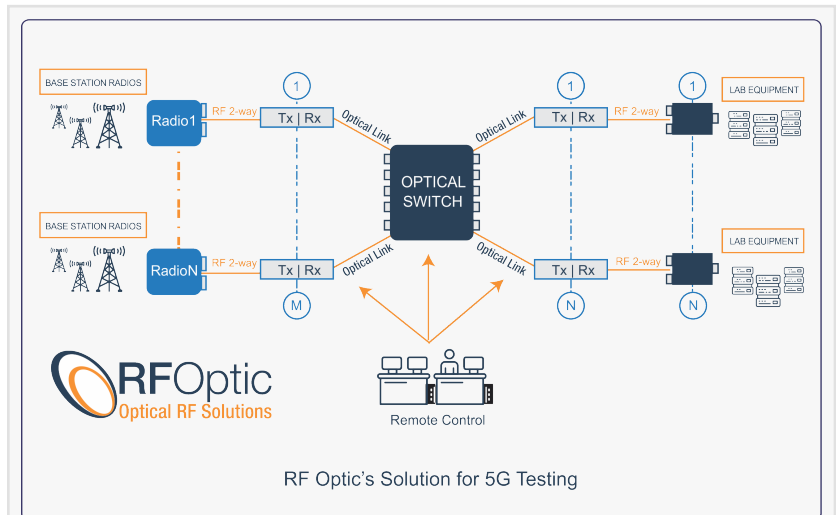 BASE STATION RADIOS
1
1
1
LAB EQUIPMENT
Radio1
RF 2-way
Tx | Rx
Optical Link
Optical Link
Tx | Rx
RF 2-way
OPTICAL
SWITCH
BASE STATION RADIOS
LAB EQUIPMENT
RadioN
RF 2-way
Tx | Rx
Optical Link
Optical Link
Tx | Rx
RF 2-way
M
N
N
RFOptic
Optical RF Solutions
Remote Control
RF Optic's Solution for 5G Testing